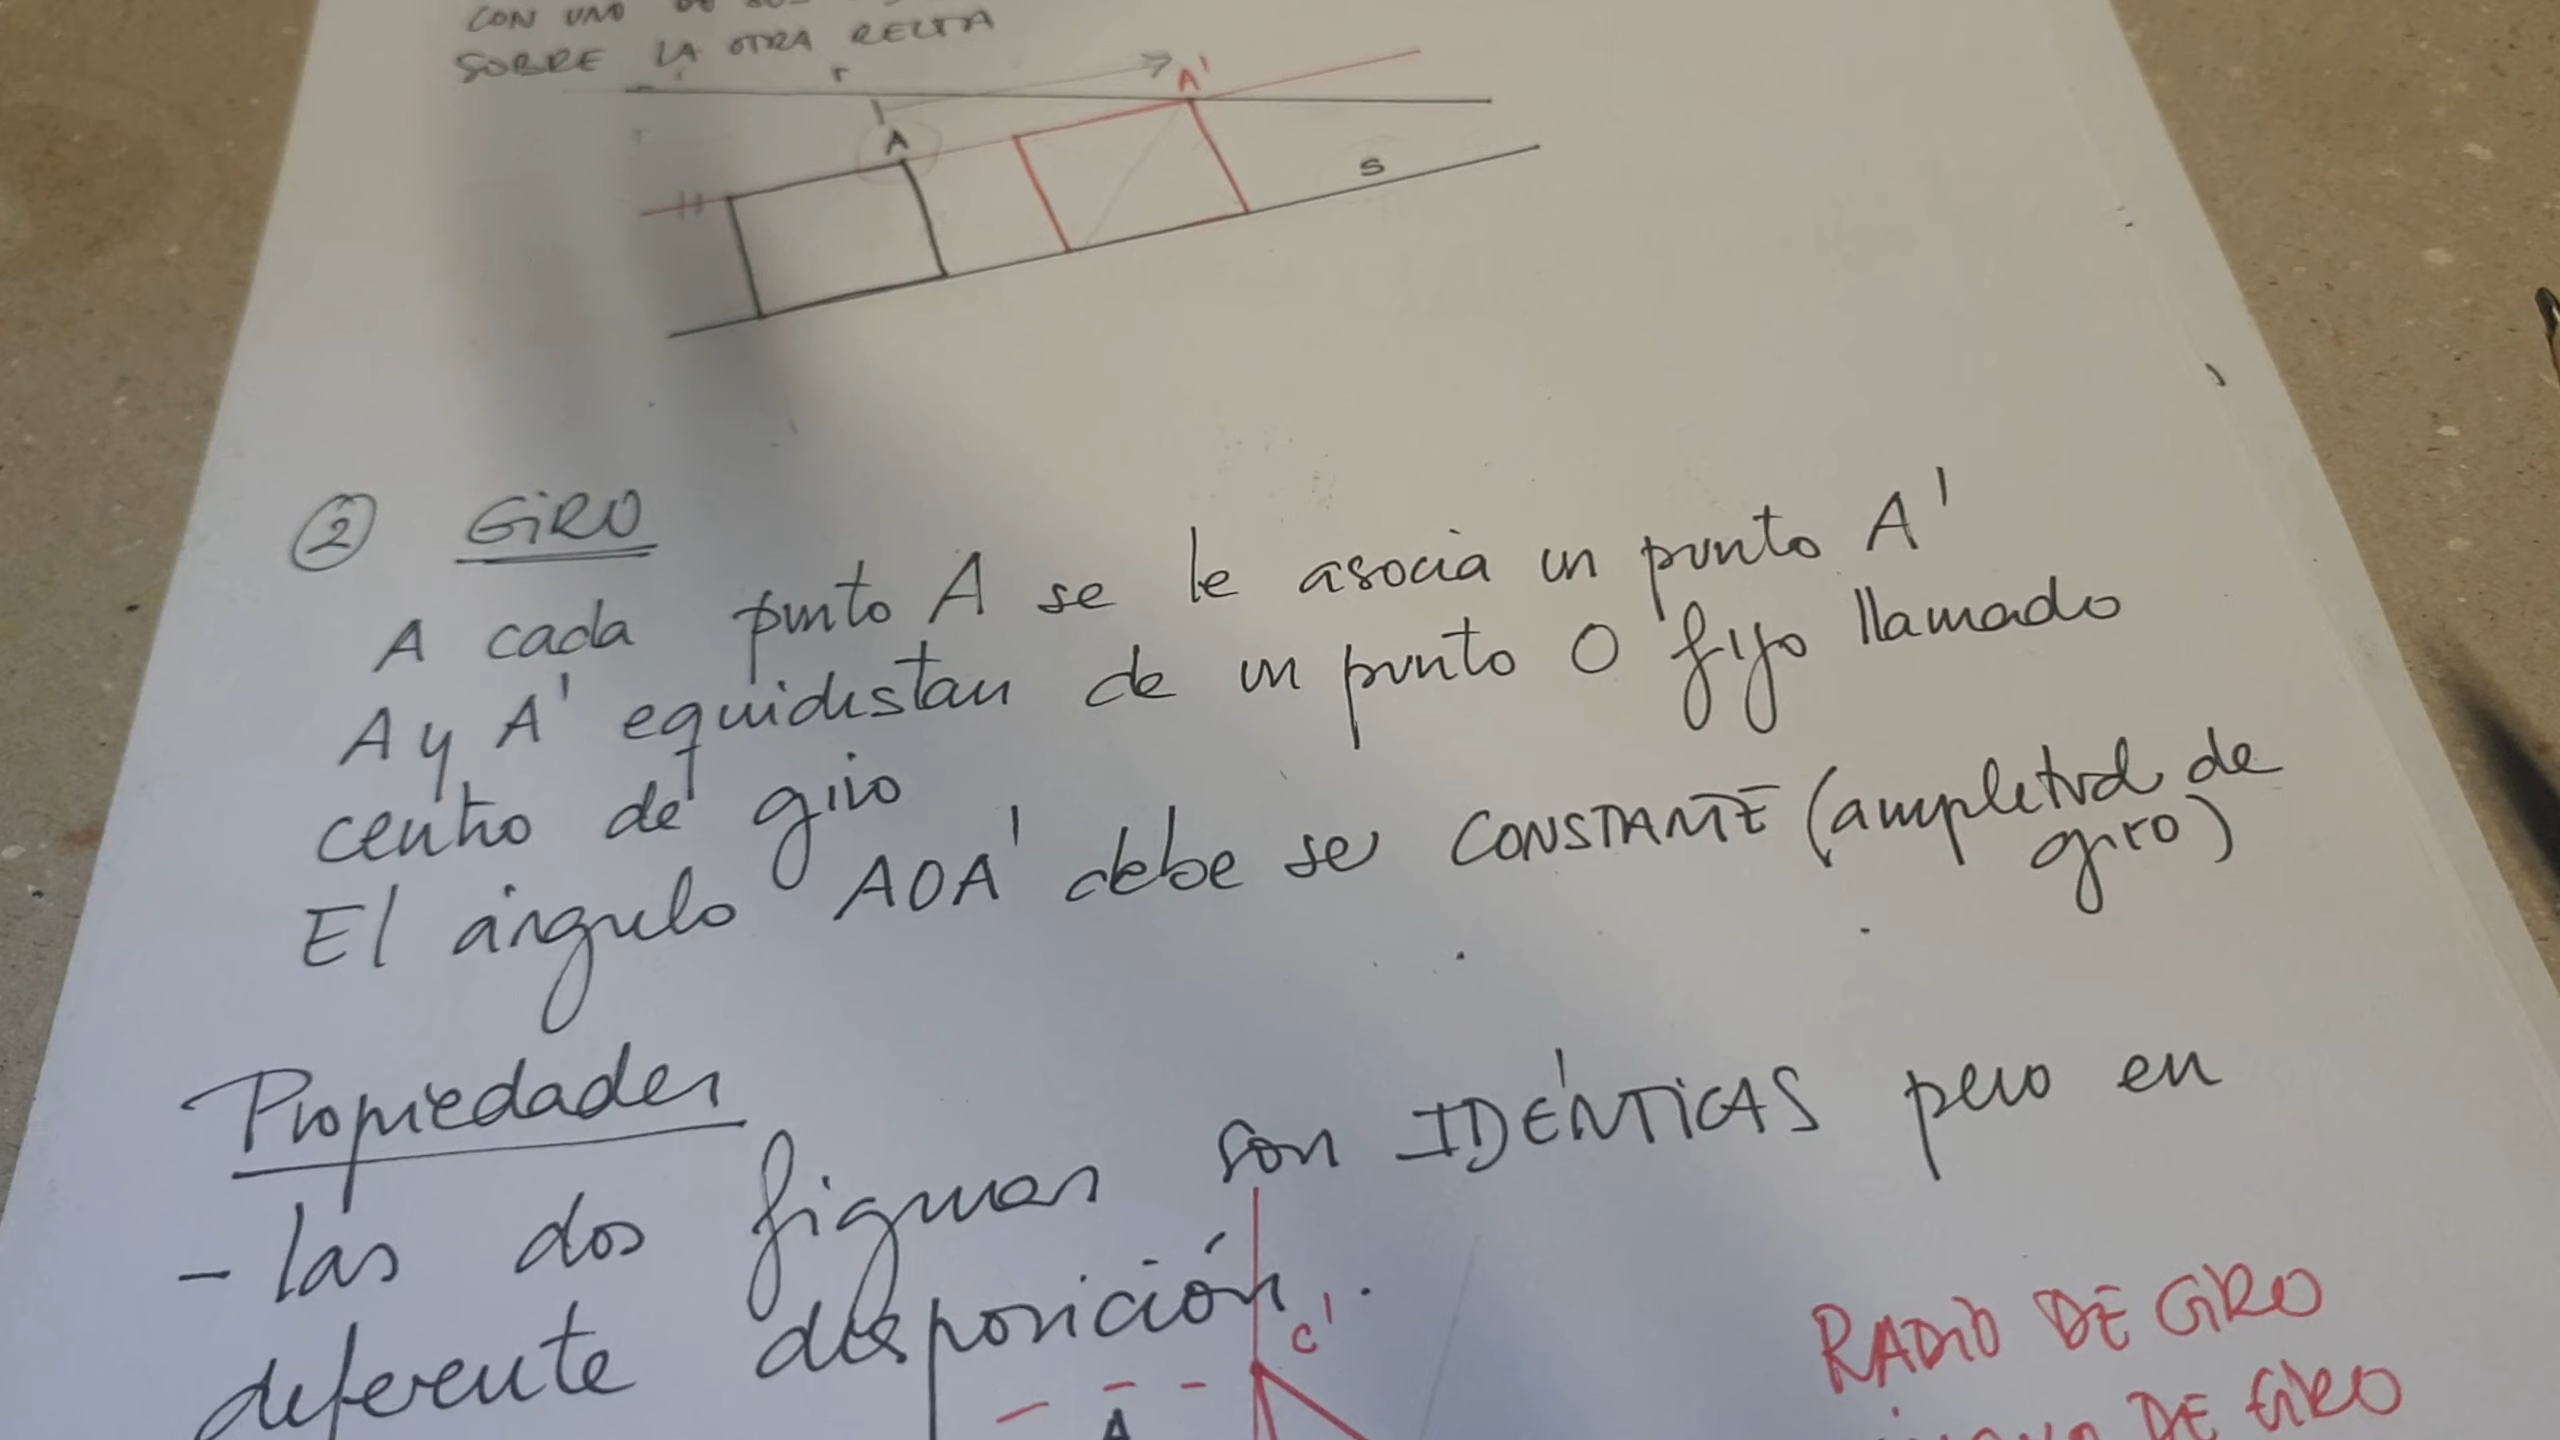 CON UNO DE
SOBRE LA OTRA RECTA
r
A'
A
s
2 GiRO
A cada punto A se le asocia un punto A'
A y A' equidistan de un punto O fijo llamado
centro de giro
El ángulo AOA' debe ser CONSTANTE (amplitud de
giro)
Propiedades
- las dos figuras son IDÉNTICAS pero en
diferente disposición.
C'
A
RADIO DE GIRO
DE GIRO